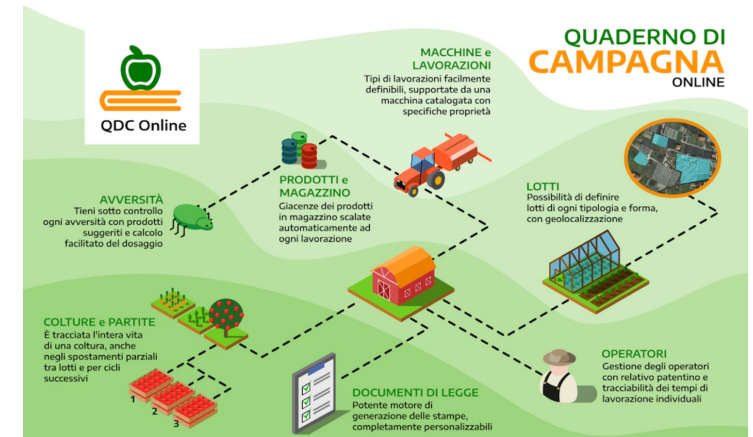 QUADERNO DI
CAMPAGNA
ONLINE
QDC Online
MACCHINE e
LAVORAZIONI
Tipi di lavorazioni facilmente
definibili, supportate da una
macchina catalogata con
specifiche proprietà
PRODOTTI e
MAGAZZINO
Giacenze dei prodotti
in magazzino scalate
automaticamente ad
ogni lavorazione
AVVERSITÀ
Tieni sotto controllo
ogni avversità con prodotti
suggeriti e calcolo
facilitato del dosaggio
LOTTI
Possibilità di definire
lotti di ogni tipologia e forma,
con geolocalizzazione
COLTURE e PARTITE
È tracciata l'intera vita
di una coltura, anche
negli spostamenti parziali
tra lotti e per cicli
successivi
1
2
3
DOCUMENTI DI LEGGE
Potente motore di
generazione delle stampe,
completamente personalizzabili
OPERATORI
Gestione degli operatori
con relativo patentino e
tracciabilità dei tempi di
lavorazione individuali